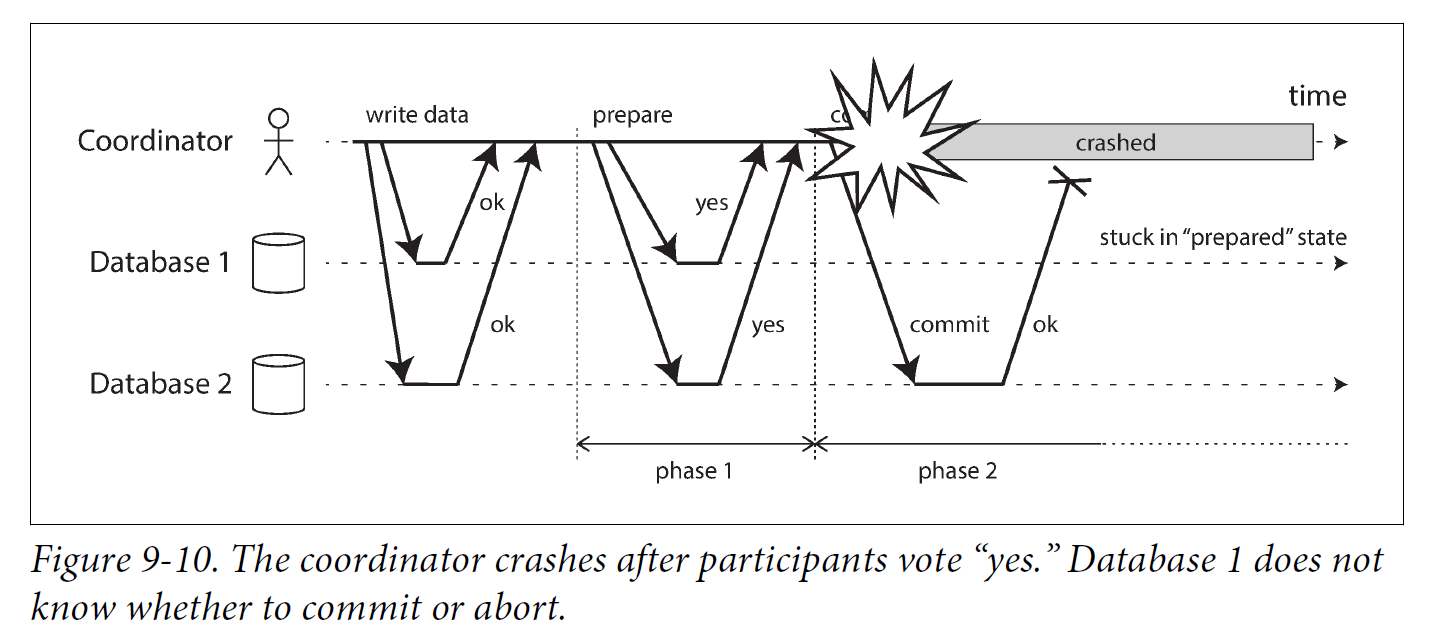 time
write data
prepare
Coordinator
crashed
ok
yes
stuck in “prepared” state
Database 1
ok
yes
commit
ok
Database 2
phase 1
phase 2
Figure 9-10. The coordinator crashes after participants vote “yes.” Database 1 does not
know whether to commit or abort.